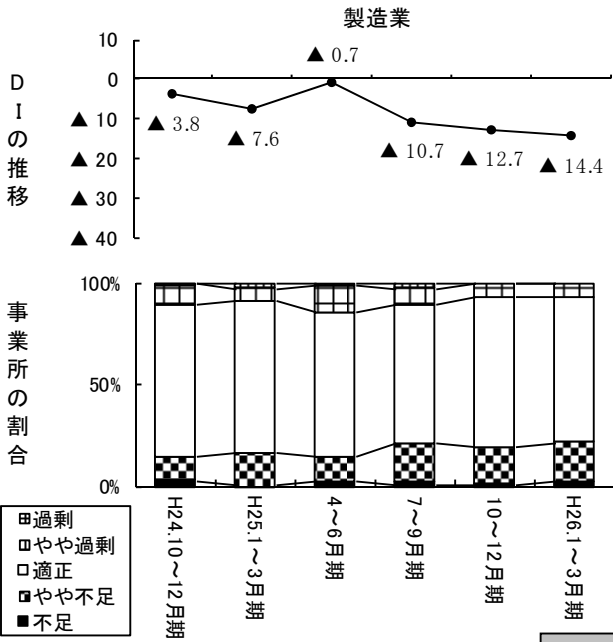 製造業
DIの推移
10
0
▲ 10
▲ 20
▲ 30
▲ 40
▲ 3.8
▲ 7.6
▲ 0.7
▲ 10.7
▲ 12.7
▲ 14.4
事業所の割合
100%
50%
0%
H24.10～12月期
H25.1～3月期
4～6月期
7～9月期
10～12月期
H26.1～3月期
過剰
やや過剰
適正
やや不足
不足